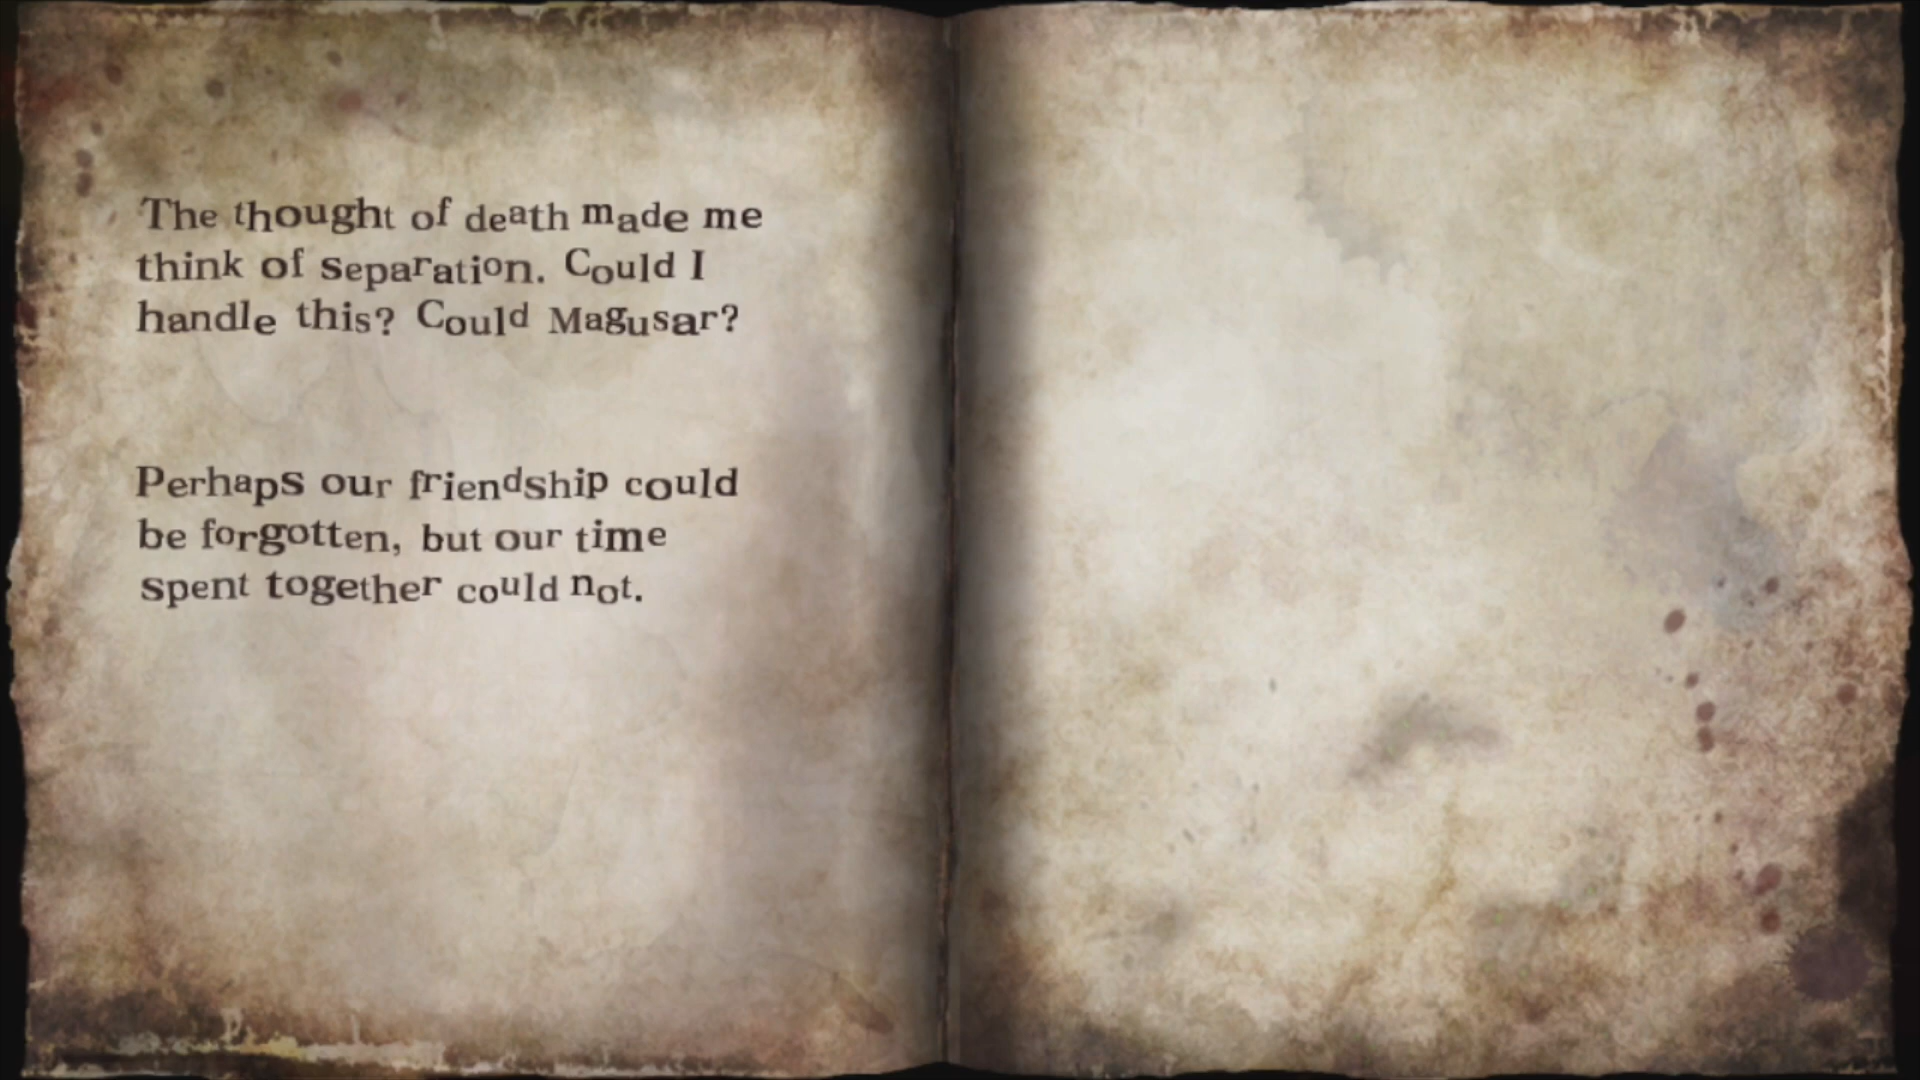 The thought of death made me
think of separation. Could I
handle this? Could Magusar?
Perhaps our friendship could
be forgotten, but our time
spent together could not.